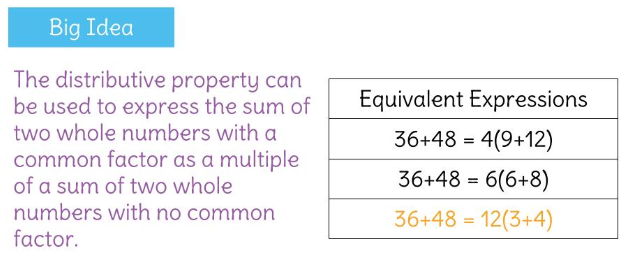 Big Idea
The distributive property can
be used to express the sum of
two whole numbers with a
common factor as a multiple
of a sum of two whole
numbers with no common
factor.
Equivalent Expressions
36+48 = 4(9+12)
36+48 = 6(6+8)
36+48 = 12(3+4)